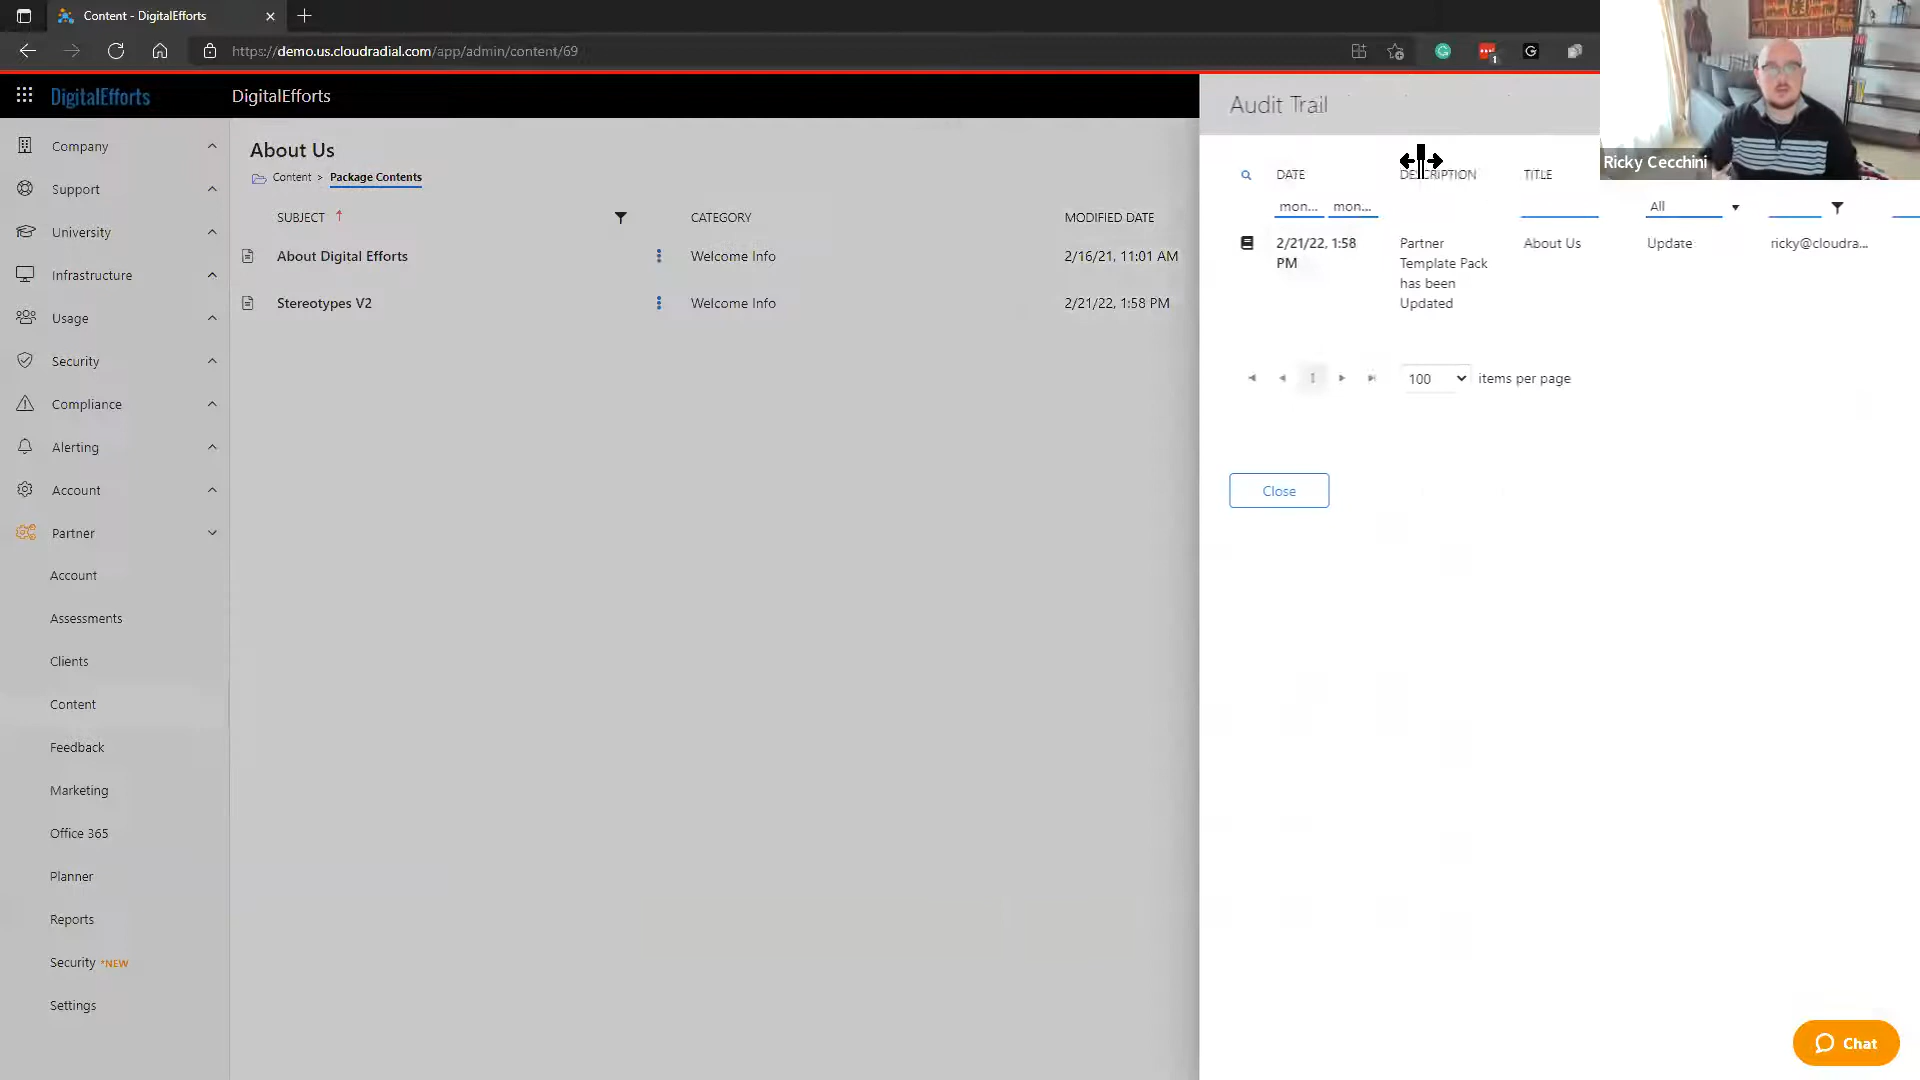 Content - DigitalEfforts
https://demo.us.cloudradial.com/app/admin/content/69
1
DigitalEfforts
DigitalEfforts
Company
Support
University
Infrastructure
Usage
Security
Compliance
Alerting
Account
Partner
Account
Assessments
Clients
Content
Feedback
Marketing
Office 365
Planner
Reports
Security *NEW
Settings
About Us
Content > Package Contents
SUBJECT CATEGORY MODIFIED DATE
About Digital Efforts Welcome Info 2/16/21, 11:01 AM
Stereotypes V2 Welcome Info 2/21/22, 1:58 PM
Audit Trail
Ricky Cecchini
DATE DESCRIPTION TITLE
mon... mon... All
2/21/22, 1:58 Partner About Us Update ricky@cloudra...
PM Template Pack
has been
Updated
1 100 items per page
Close
Chat